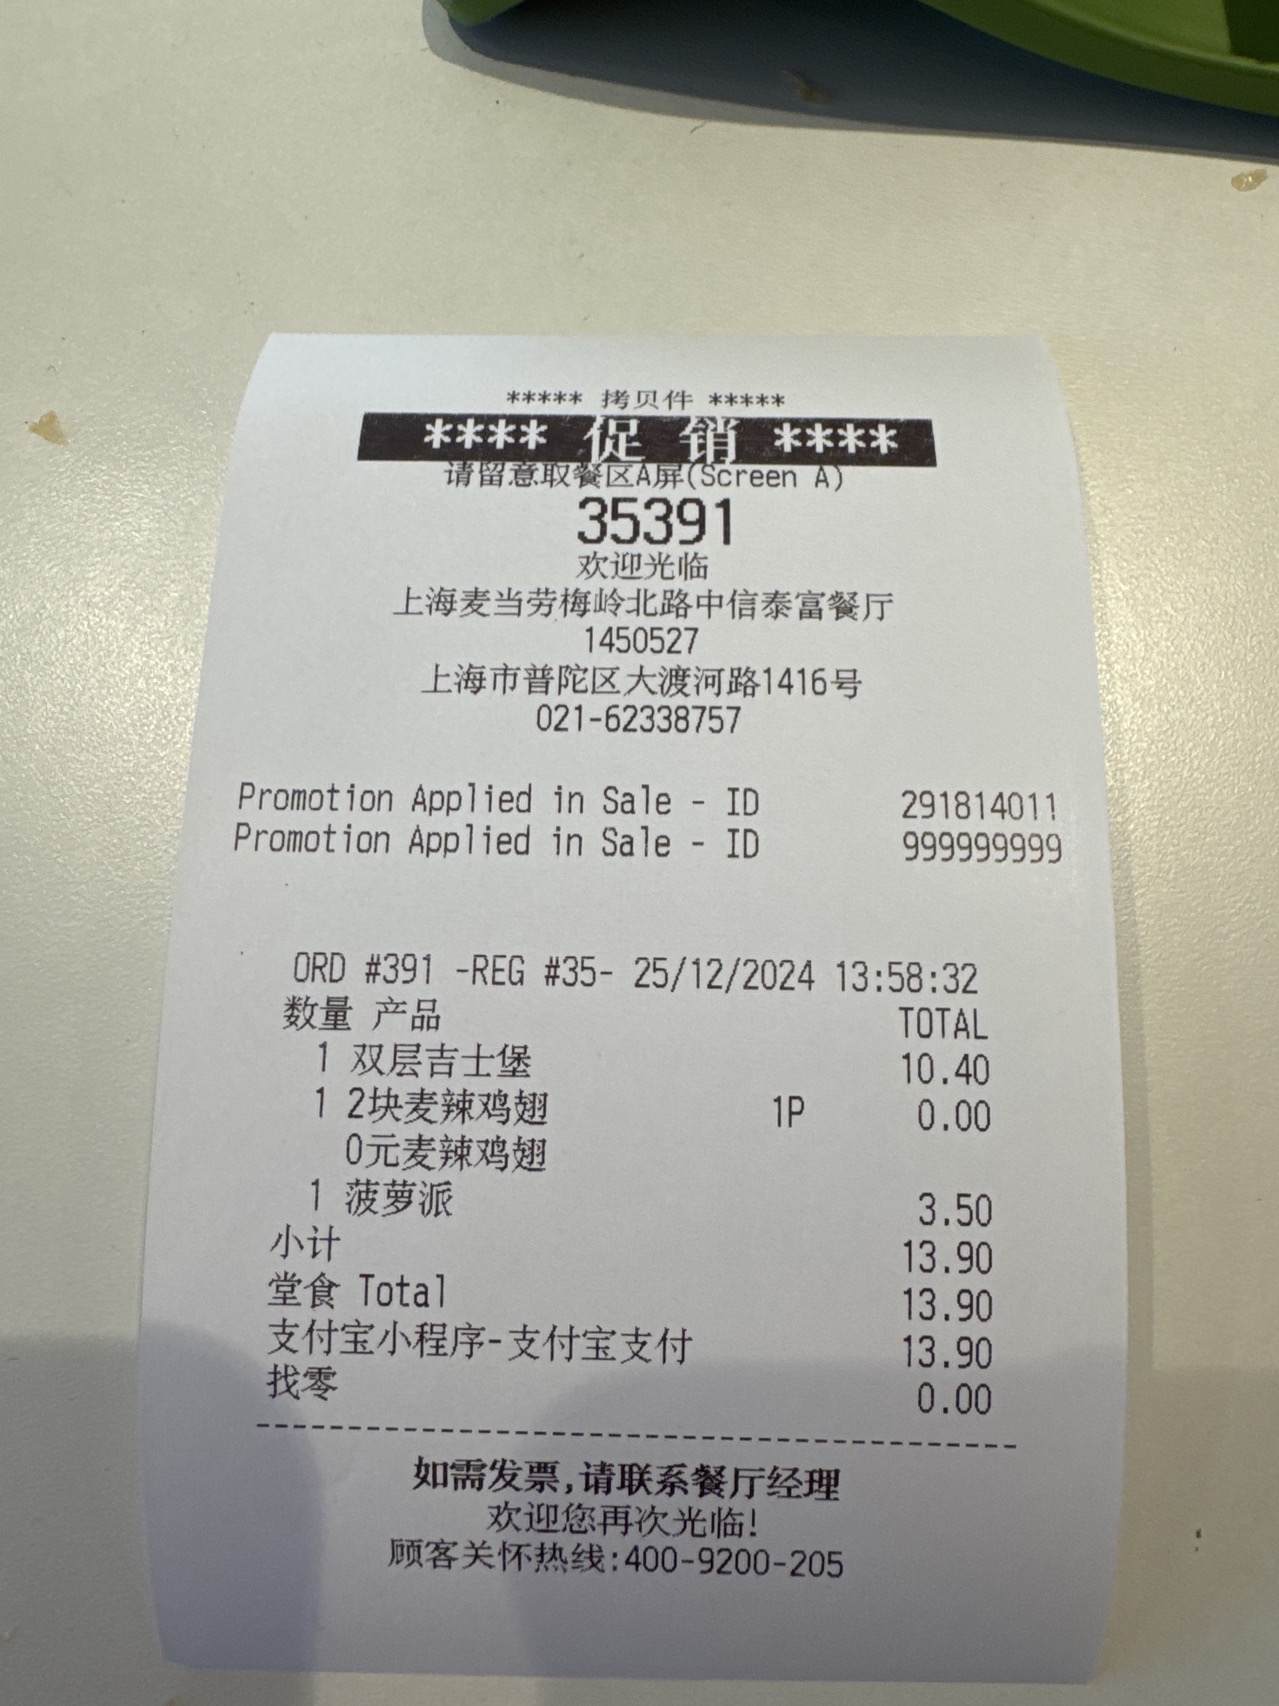 ***** 拷贝件 *****
**** 促 销 ****
请留意取餐区A屏(Screen A)
35391
欢迎光临
上海麦当劳梅岭北路中信泰富餐厅
1450527
上海市普陀区大渡河路1416号
021-62338757
Promotion Applied in Sale - ID 291814011
Promotion Applied in Sale - ID 999999999
ORD #391 -REG #35- 25/12/2024 13:58:32
数量 产品 TOTAL
1 双层吉士堡 10.40
1 2块麦辣鸡翅 1P 0.00
0元麦辣鸡翅
1 菠萝派 3.50
小计 13.90
堂食 Total 13.90
支付宝小程序-支付宝支付 13.90
找零 0.00
--------------------------------------
如需发票,请联系餐厅经理
欢迎您再次光临!
顾客关怀热线:400-9200-205